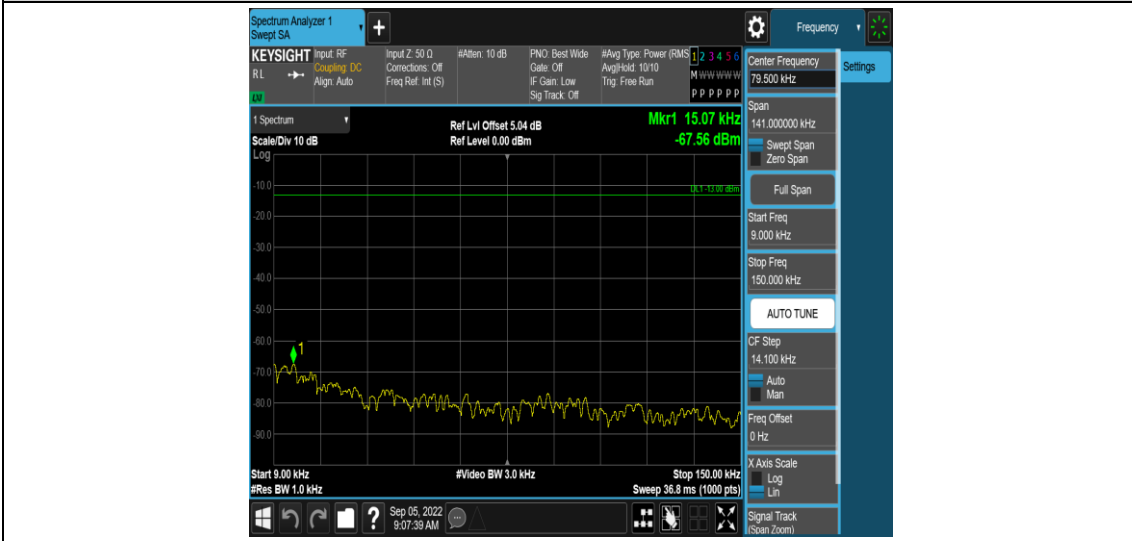 Spectrum Analyzer 1
Swept SA
+
Frequency
KEYSIGHT
R L
Input: RF
Coupling: DC
Align: Auto
Input Z: 50 Ω
Corrections: Off
Freq Ref: Int (S)
#Atten: 10 dB
PNO: Best Wide
Gate: Off
IF Gain: Low
Sig Track: Off
#Avg Type: Power (RMS
Avg|Hold: 10/10
Trig: Free Run
1 2 3 4 5 6
M W W W W W
P P P P P P
1 Spectrum
Scale/Div 10 dB
Log
Ref Lvl Offset 5.04 dB
Ref Level 0.00 dBm
Mkr1 15.07 kHz
-67.56 dBm
DL1 -13.00 dBm
-10.0
-20.0
-30.0
-40.0
-50.0
-60.0
-70.0
-80.0
-90.0
1
Start 9.00 kHz
#Res BW 1.0 kHz
#Video BW 3.0 kHz
Stop 150.00 kHz
Sweep 36.8 ms (1000 pts)
Center Frequency
79.500 kHz
Settings
Span
141.000000 kHz
Swept Span
Zero Span
Full Span
Start Freq
9.000 kHz
Stop Freq
150.000 kHz
AUTO TUNE
CF Step
14.100 kHz
Auto
Man
Freq Offset
0 Hz
X Axis Scale
Log
Lin
Signal Track
(Span Zoom)
?
Sep 05, 2022
9:07:39 AM